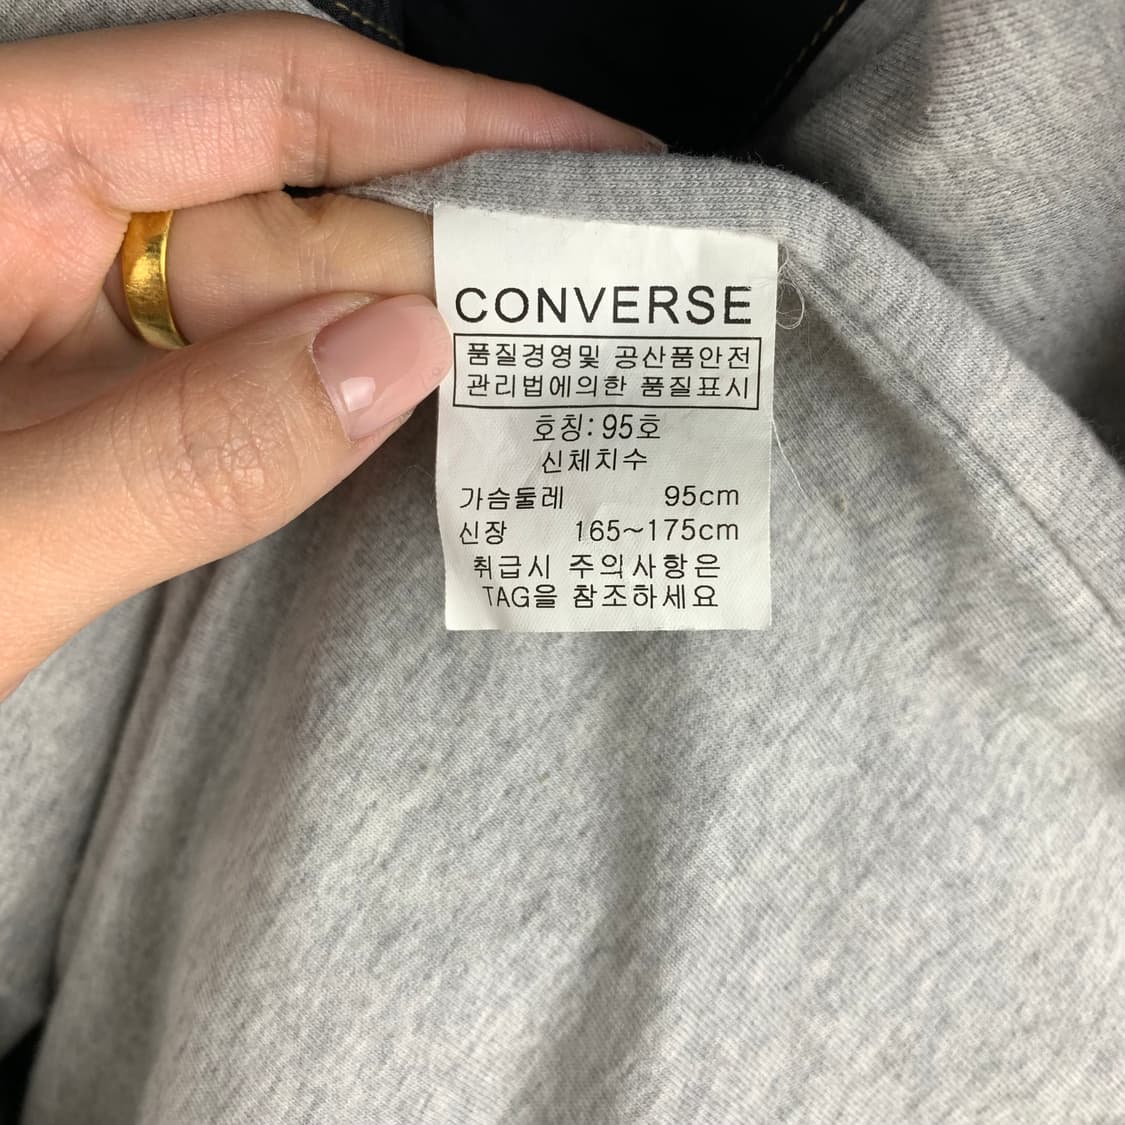 CONVERSE
품질경영및 공산품안전
관리법에의한 품질표시
호칭: 95호
신체치수
가슴둘레 95cm
신장 165~175cm
취급시 주의사항은
TAG을 참조하세요